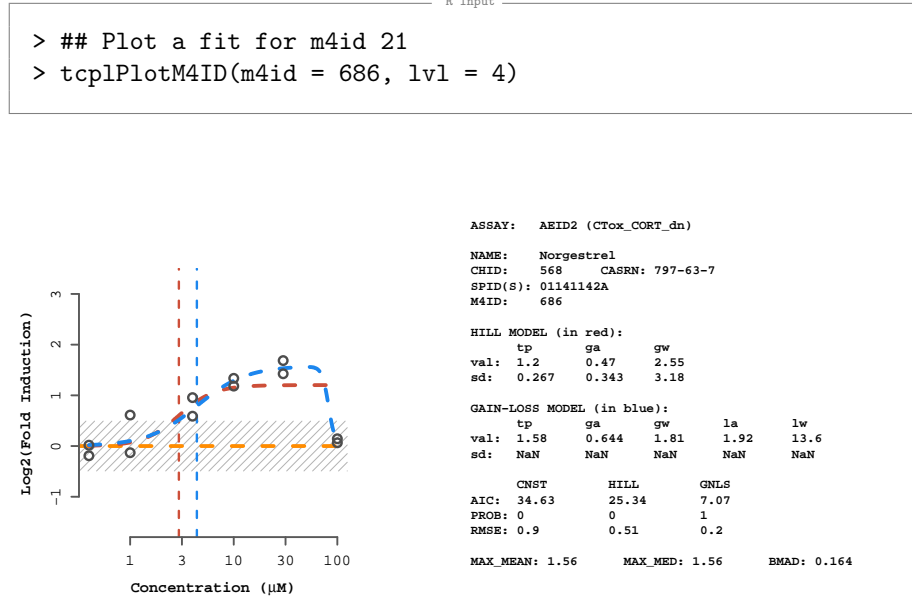 R Input
> ## Plot a fit for m4id 21
> tcplPlotM4ID(m4id = 686, lvl = 4)
ASSAY: AEID2 (CTox_CORT_dn)
NAME: Norgestrel
CHID: 568 CASRN: 797-63-7
SPID(S): 01141142A
M4ID: 686
HILL MODEL (in red):
tp ga gw
val: 1.2 0.47 2.55
sd: 0.267 0.343 3.18
GAIN-LOSS MODEL (in blue):
tp ga gw la lw
val: 1.58 0.644 1.81 1.92 13.6
sd: NaN NaN NaN NaN NaN
CNST HILL GNLS
AIC: 34.63 25.34 7.07
PROB: 0 0 1
RMSE: 0.9 0.51 0.2
MAX_MEAN: 1.56 MAX_MED: 1.56 BMAD: 0.164
Log2(Fold Induction)
3
2
1
0
-1
1 3 10 30 100
Concentration (µM)